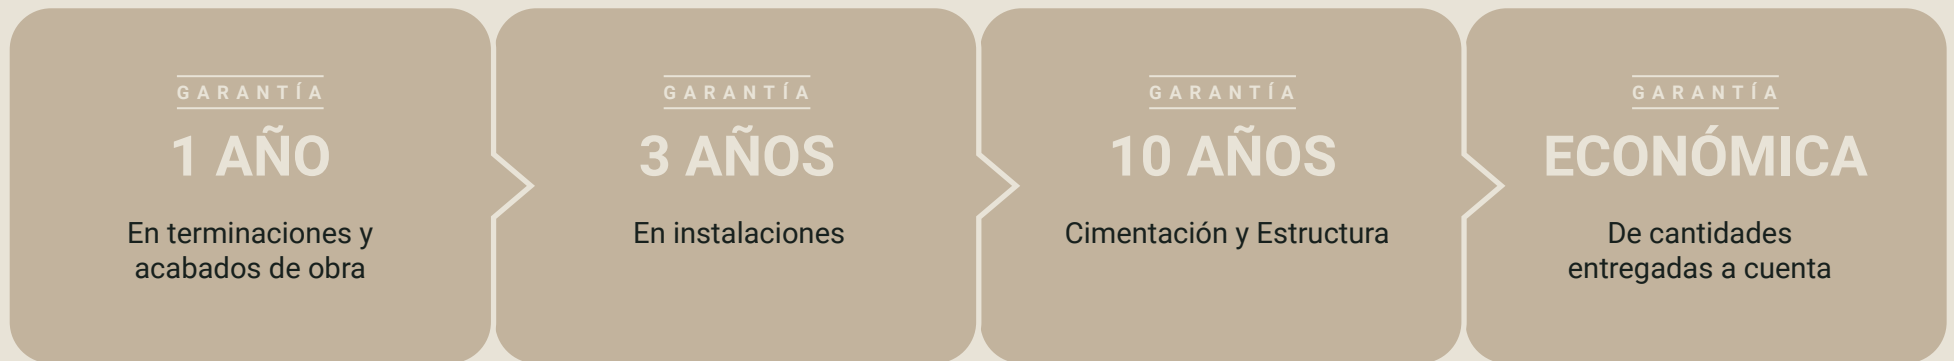 GARANTÍA
1 AÑO
En terminaciones y
acabados de obra
GARANTÍA
3 AÑOS
En instalaciones
GARANTÍA
10 AÑOS
Cimentación y Estructura
GARANTÍA
ECONÓMICA
De cantidades
entregadas a cuenta